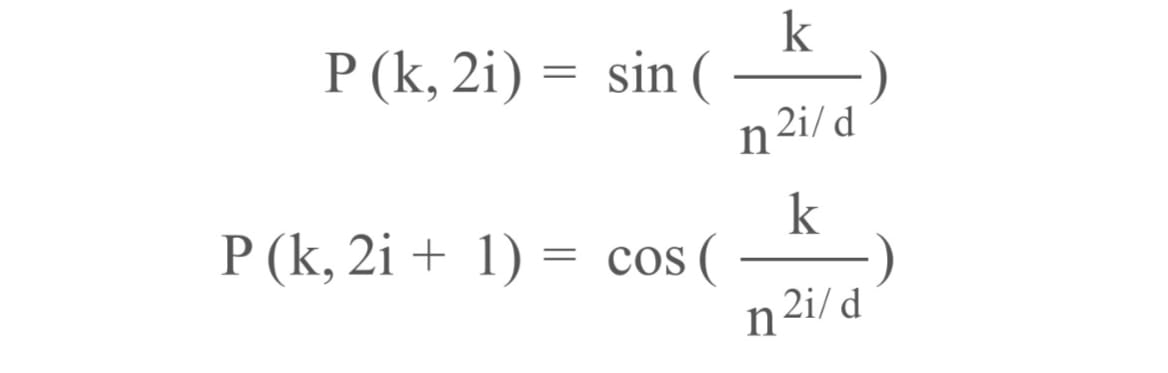 P (k, 2i) = sin ( k / n^{2i/ d} )
P (k, 2i + 1) = cos ( k / n^{2i/ d} )